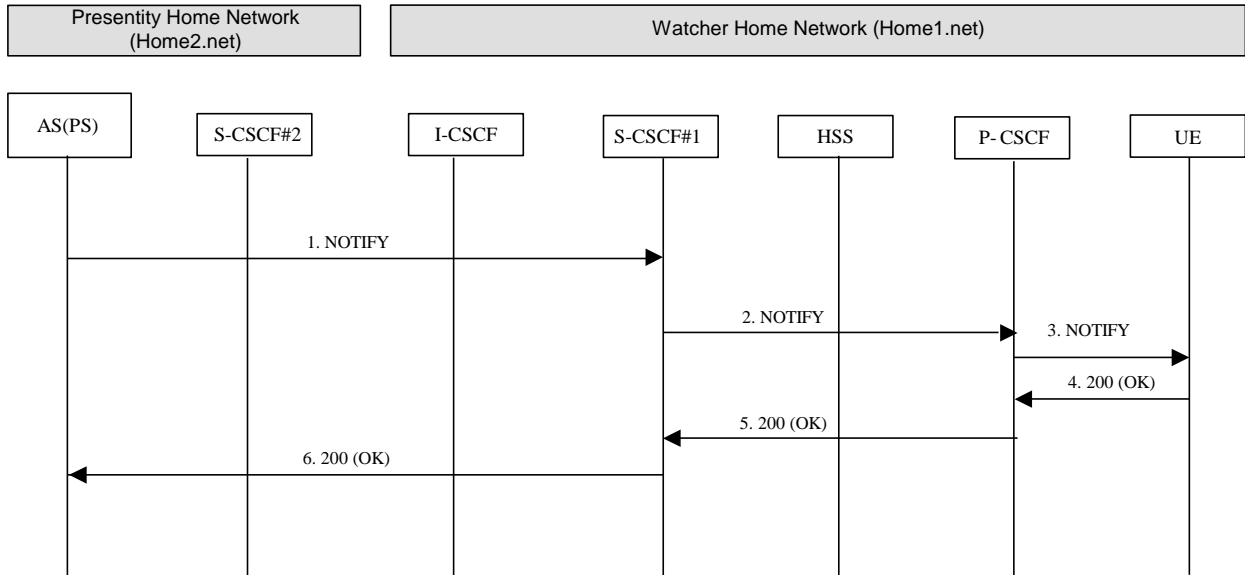 Presentity Home Network
(Home2.net)
Watcher Home Network (Home1.net)
AS(PS)
S-CSCF#2
I-CSCF
S-CSCF#1
HSS
P- CSCF
UE
1. NOTIFY
2. NOTIFY
3. NOTIFY
4. 200 (OK)
5. 200 (OK)
6. 200 (OK)